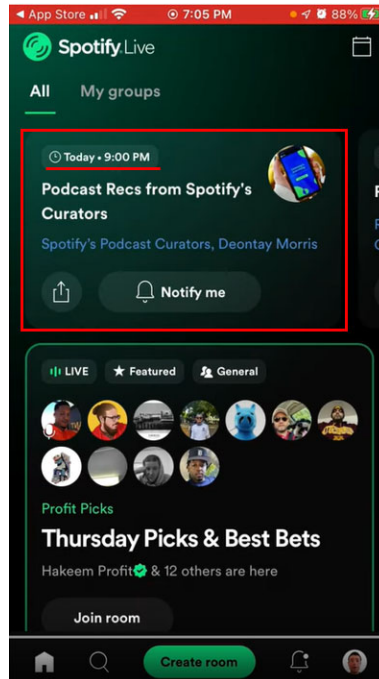 App Store
7:05 PM
88%
Spotify Live
All
My groups
Today • 9:00 PM
Podcast Recs from Spotify's
Curators
Spotify's Podcast Curators, Deontay Morris
Notify me
LIVE
Featured
General
Profit Picks
Thursday Picks & Best Bets
Hakeem Profit & 12 others are here
Join room
Create room